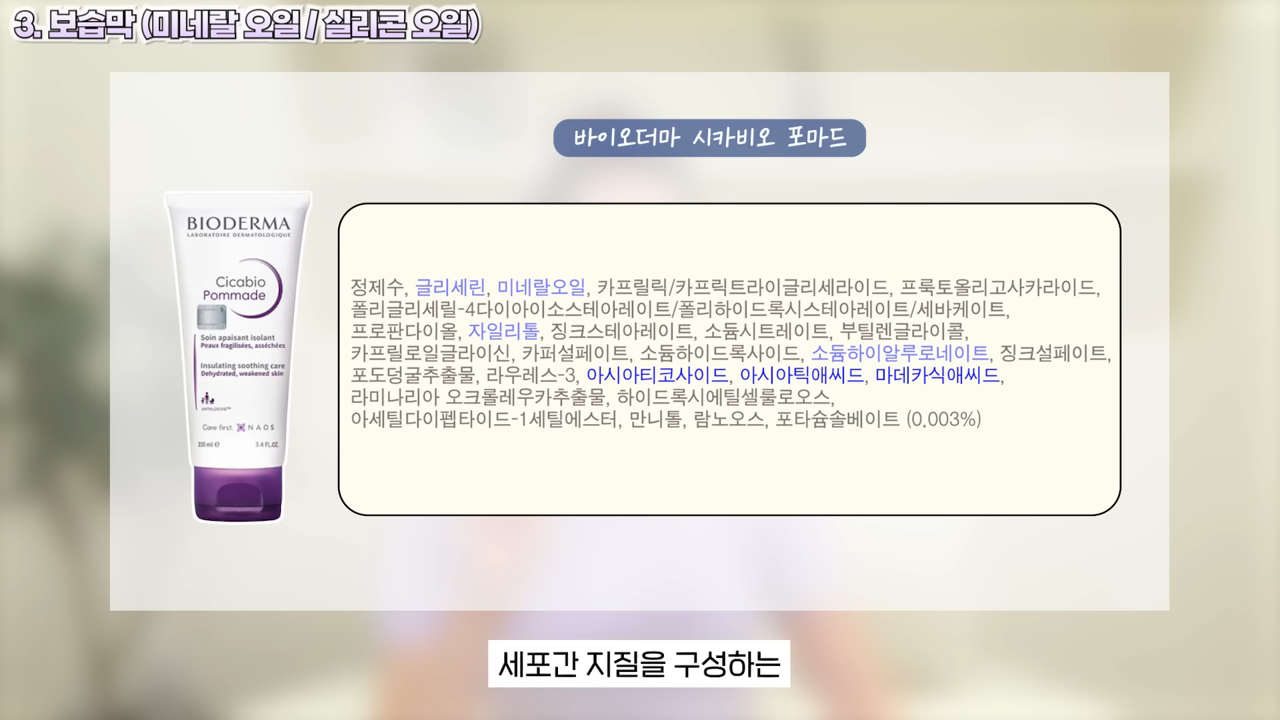 3. 보습막 (미네랄 오일 / 실리콘 오일)
바이오더마 시카비오 포마드
BIODERMA
LABORATOIRE DERMATOLOGIQUE
Cicabio
Pommade
Soin apaisant isolant
Peaux fragilisées, asséchées
Insulating soothing care
Dehydrated, weakened skin
ANTALGICINE™
Care first. NAOS
100 ml e 3.4 FL.OZ.
정제수, 글리세린, 미네랄오일, 카프릴릭/카프릭트라이글리세라이드, 프룩토올리고사카라이드,
폴리글리세릴-4다이아이소스테아레이트/폴리하이드록시스테아레이트/세바케이트,
프로판다이올, 자일리톨, 징크스테아레이트, 소듐시트레이트, 부틸렌글라이콜,
카프릴로일글라이신, 카퍼설페이트, 소듐하이드록사이드, 소듐하이알루로네이트, 징크설페이트,
포도덩굴추출물, 라우레스-3, 아시아티코사이드, 아시아틱애씨드, 마데카식애씨드,
라미나리아 오크롤레우카추출물, 하이드록시에틸셀룰로오스,
아세틸다이펩타이드-1세틸에스터, 만니톨, 람노오스, 포타슘솔베이트 (0.003%)
세포간 지질을 구성하는